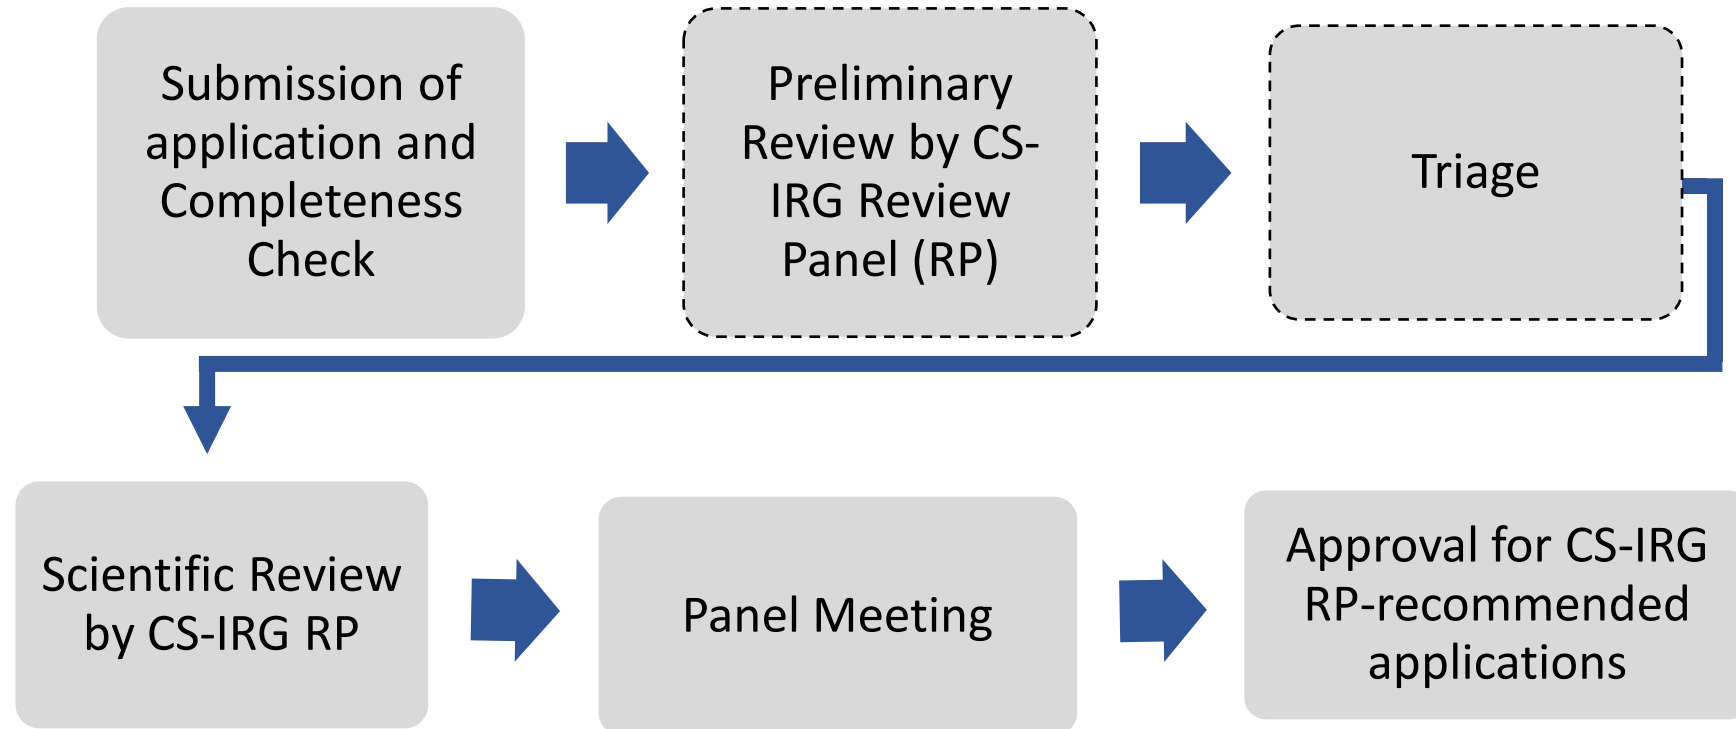 Submission of
application and
Completeness
Check
Preliminary
Review by CS-
IRG Review
Panel (RP)
Triage
Scientific Review
by CS-IRG RP
Panel Meeting
Approval for CS-IRG
RP-recommended
applications